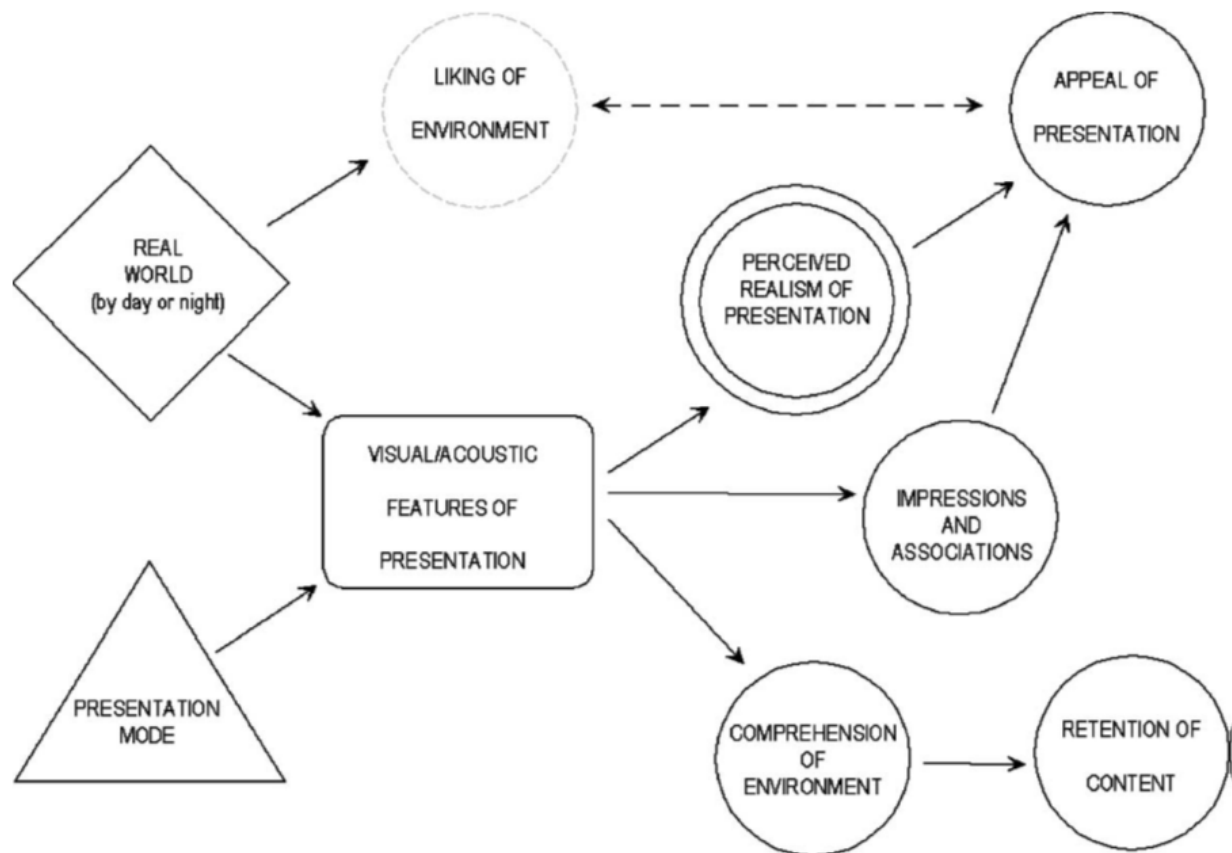 LIKING OF
ENVIRONMENT
APPEAL OF
PRESENTATION
REAL
WORLD
(by day or night)
PERCEIVED
REALISM OF
PRESENTATION
VISUAL/ACOUSTIC
FEATURES OF
PRESENTATION
IMPRESSIONS
AND
ASSOCIATIONS
PRESENTATION
MODE
COMPREHENSION
OF
ENVIRONMENT
RETENTION OF
CONTENT